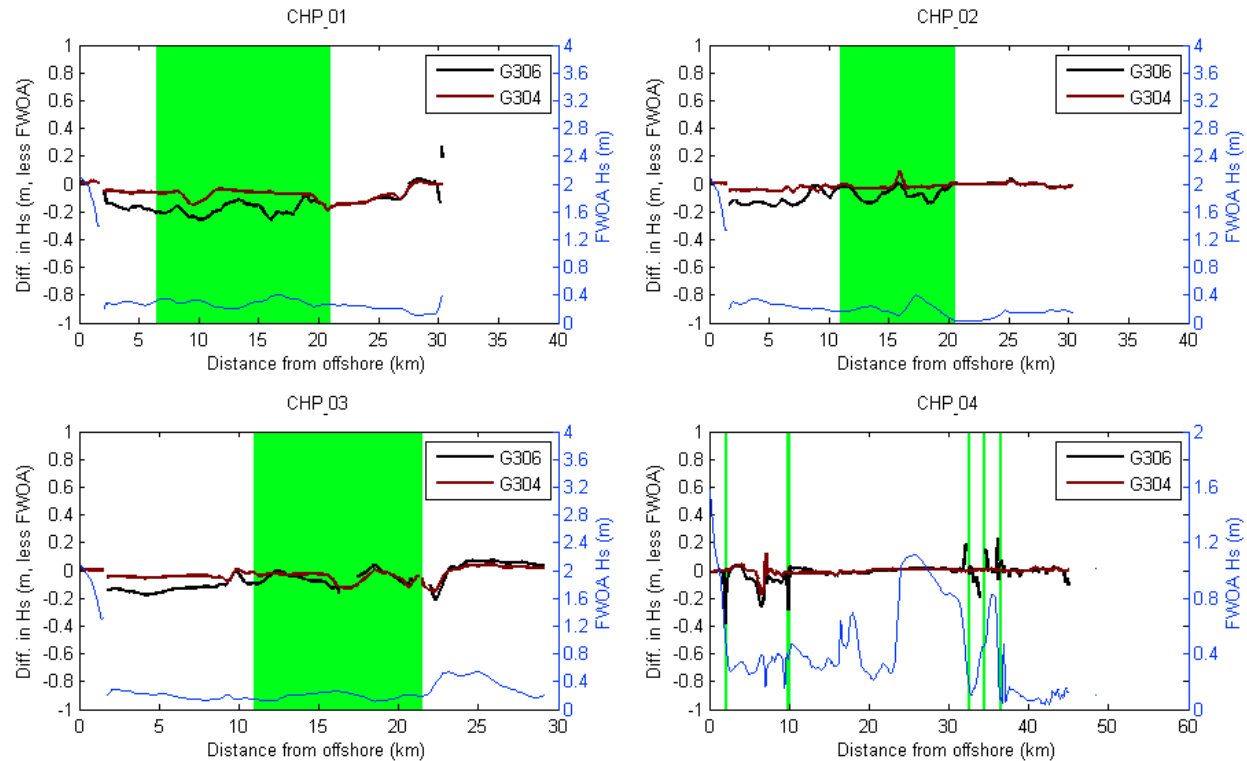 CHP_01
1
0.8
0.6
0.4
0.2
0
-0.2
-0.4
-0.6
-0.8
-1
Diff. in Hs (m, less FWOA)
0 5 10 15 20 25 30 35 40
Distance from offshore (km)
G306
G304
4
3.6
3.2
2.8
2.4
2
1.6
1.2
0.8
0.4
0
FWOA Hs (m)
CHP_02
1
0.8
0.6
0.4
0.2
0
-0.2
-0.4
-0.6
-0.8
-1
Diff. in Hs (m, less FWOA)
0 5 10 15 20 25 30 35 40
Distance from offshore (km)
G306
G304
4
3.6
3.2
2.8
2.4
2
1.6
1.2
0.8
0.4
0
FWOA Hs (m)
CHP_03
1
0.8
0.6
0.4
0.2
0
-0.2
-0.4
-0.6
-0.8
-1
Diff. in Hs (m, less FWOA)
0 5 10 15 20 25 30
Distance from offshore (km)
G306
G304
4
3.6
3.2
2.8
2.4
2
1.6
1.2
0.8
0.4
0
FWOA Hs (m)
CHP_04
1
0.8
0.6
0.4
0.2
0
-0.2
-0.4
-0.6
-0.8
-1
Diff. in Hs (m, less FWOA)
0 10 20 30 40 50 60
Distance from offshore (km)
G306
G304
2
1.6
1.2
0.8
0.4
0
FWOA Hs (m)